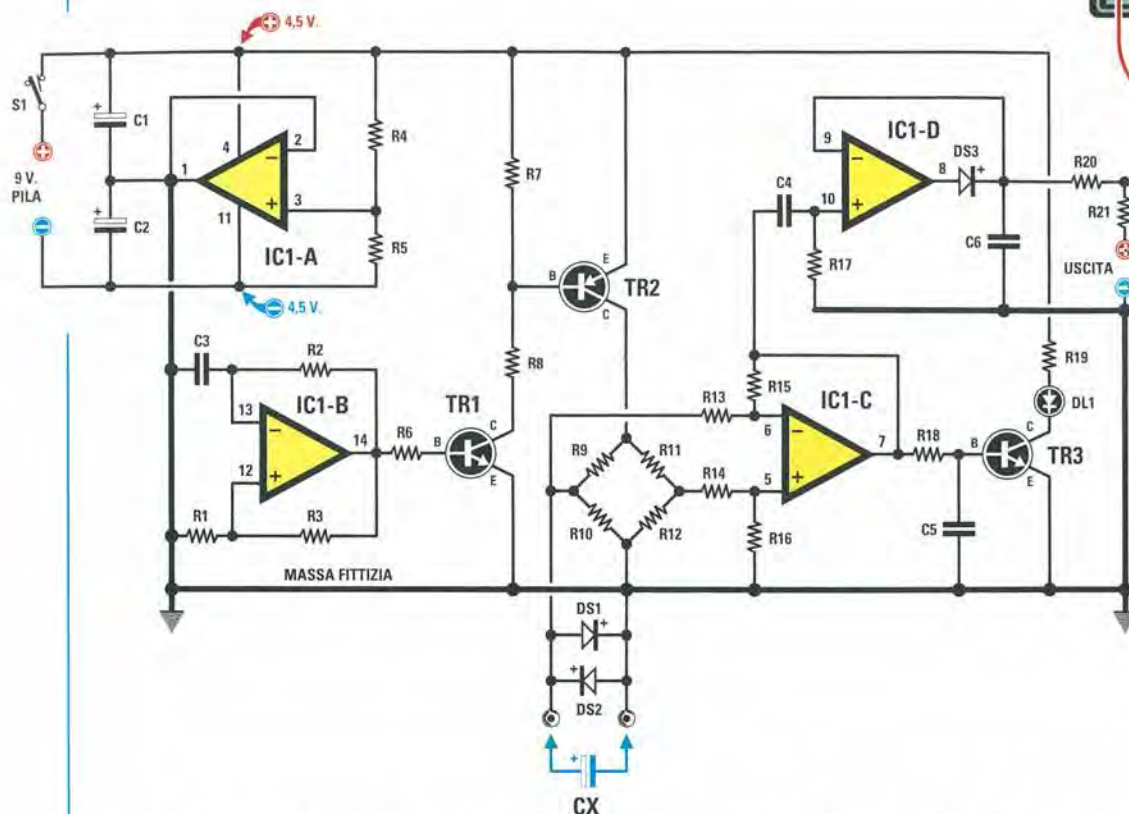 + 4,5 V.
S1
+
9 V.
PILA
-
+
C1
+
C2
1
4
2
-
+
3
11
IC1-A
R4
R5
- 4,5 V.
R7
B
E
C
TR2
R8
C3
R2
IC1-B
13
-
12
+
14
R6
TR1
B
C
E
R1
R3
MASSA FITTIZIA
R9
R11
R10
R12
R13
R14
R15
R16
IC1-C
6
-
5
+
7
R18
C5
B
C
E
TR3
R19
DL1
IC1-D
9
-
10
+
8
DS3
+
C4
R17
C6
R20
R21
+
USCITA
-
DS1
+
+
DS2
+
CX